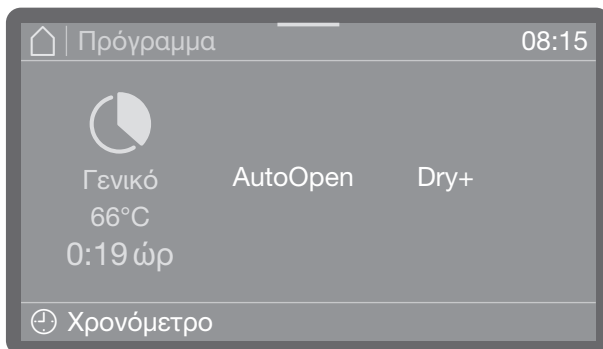 Πρόγραμμα 08:15
Γενικό
66°C
0:19 ώρ
AutoOpen Dry+
Χρονόμετρο